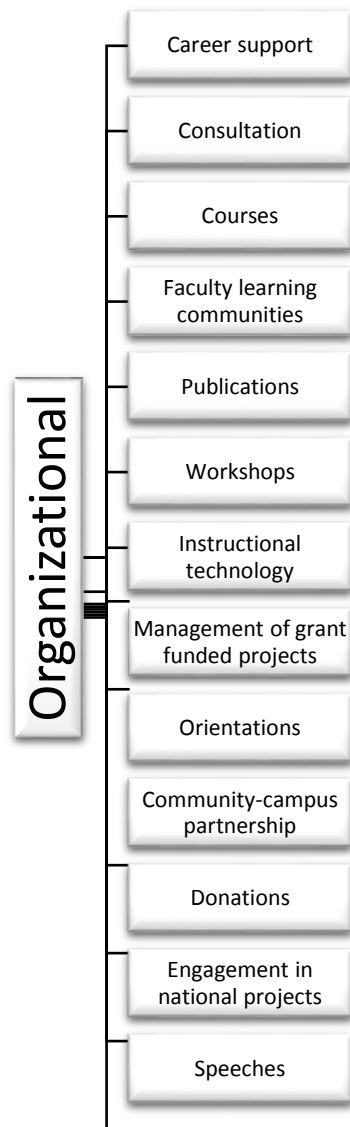 Organizational
Career support
Consultation
Courses
Faculty learning
communities
Publications
Workshops
Instructional
technology
Management of grant
funded projects
Orientations
Community-campus
partnership
Donations
Engagement in
national projects
Speeches